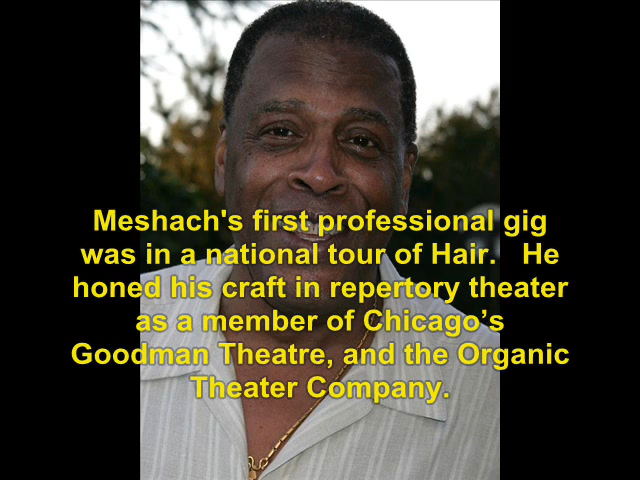 Meshach's first professional gig
was in a national tour of Hair.   He
honed his craft in repertory theater
as a member of Chicago’s
Goodman Theatre, and the Organic
Theater Company.